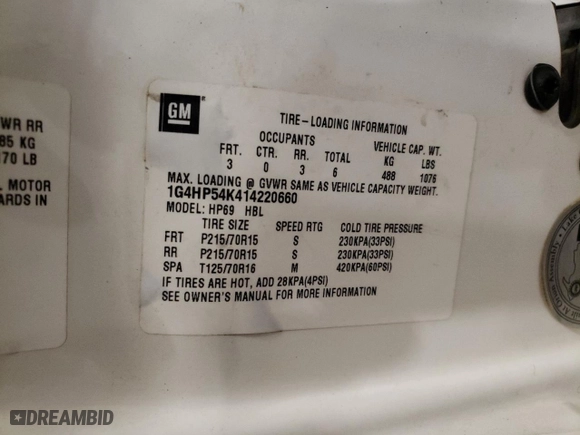 WR RR
85 KG
70 LB
MOTOR
ARDS IN
GM
TIRE-LOADING INFORMATION
OCCUPANTS VEHICLE CAP. WT.
FRT. CTR. RR. TOTAL KG LBS
3 0 3 6 488 1076
MAX. LOADING @ GVWR SAME AS VEHICLE CAPACITY WEIGHT.
1G4HP54K414220660
MODEL: HP69 HBL
TIRE SIZE SPEED RTG COLD TIRE PRESSURE
FRT P215/70R15 S 230KPA(33PSI)
RR P215/70R15 S 230KPA(33PSI)
SPA T125/70R16 M 420KPA(60PSI)
IF TIRES ARE HOT, ADD 28KPA(4PSI)
SEE OWNER'S MANUAL FOR MORE INFORMATION
Assembly
DREAMBID